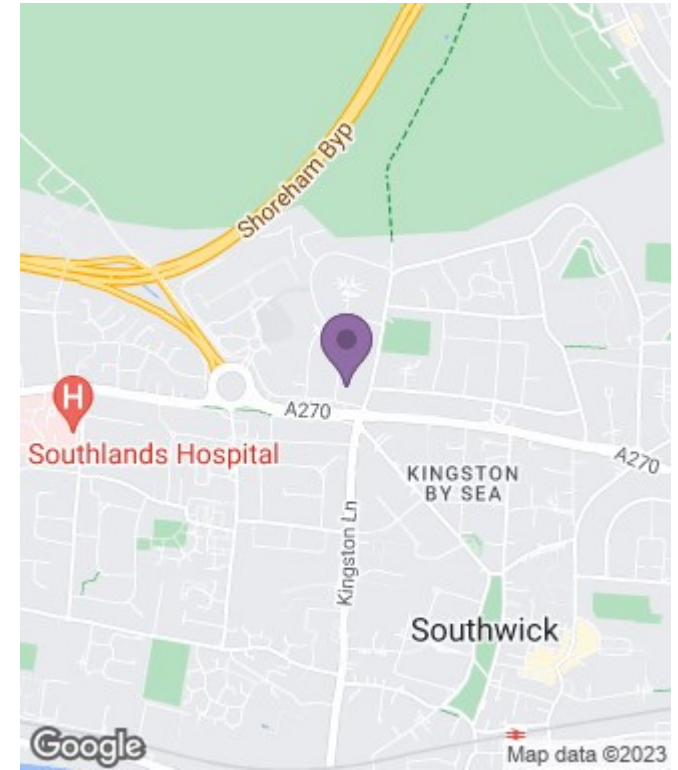 Shoreham Byp
H
A270
Southlands Hospital
A270
KINGSTON
BY SEA
Kingston Ln
Southwick
Google
Map data ©2023